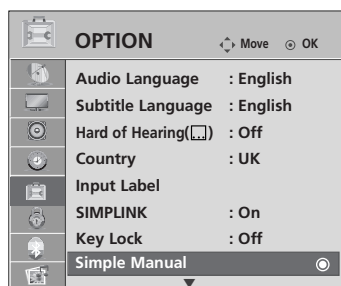 OPTION Move OK
Audio Language : English
Subtitle Language : English
Hard of Hearing(...) : Off
Country : UK
Input Label
SIMPLINK : On
Key Lock : Off
Simple Manual